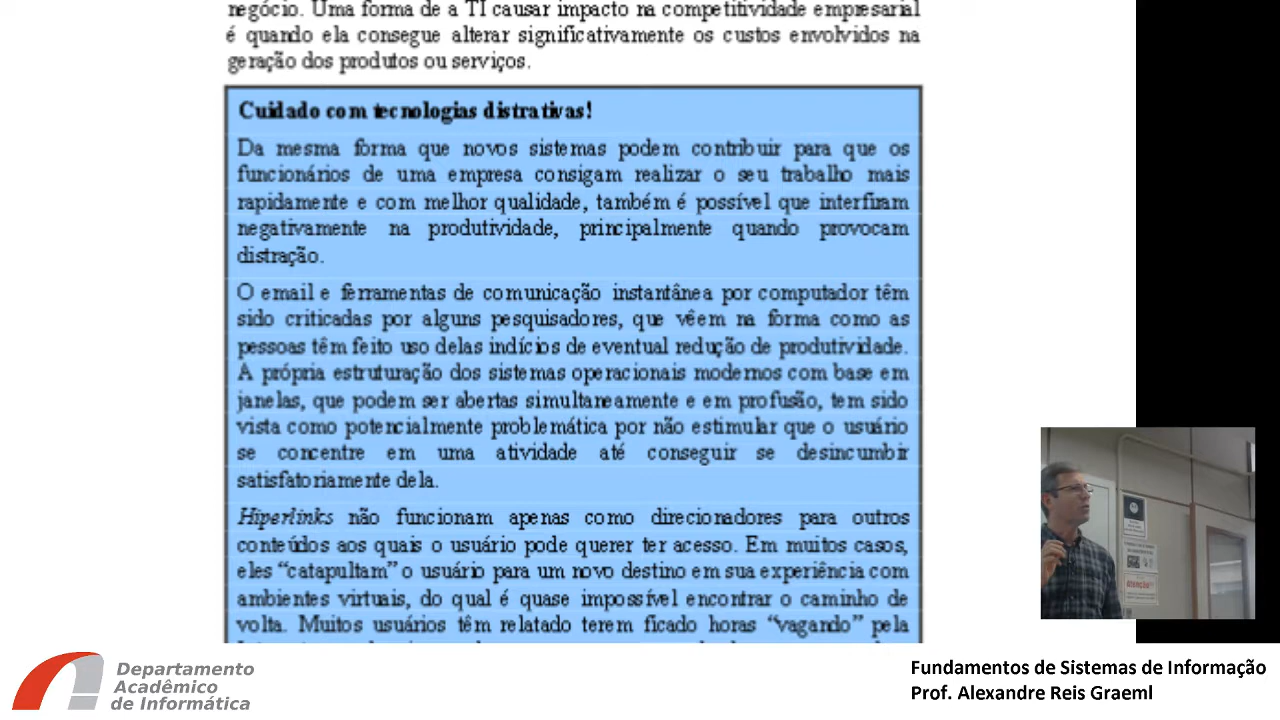 negócio. Uma forma de a TI causar impacto na competitividade empresarial
é quando ela consegue alterar significativamente os custos envolvidos na
geração dos produtos ou serviços.
Cuidado com tecnologias distrativas!
Da mesma forma que novos sistemas podem contribuir para que os
funcionários de uma empresa consigam realizar o seu trabalho mais
rapidamente e com melhor qualidade, também é possível que interfiram
negativamente na produtividade, principalmente quando provocam
distração.
O email e ferramentas de comunicação instantânea por computador têm
sido criticadas por alguns pesquisadores, que vêem na forma como as
pessoas têm feito uso delas indícios de eventual redução de produtividade.
A própria estruturação dos sistemas operacionais modernos com base em
janelas, que podem ser abertas simultaneamente e em profusão, tem sido
vista como potencialmente problemática por não estimular que o usuário
se concentre em uma atividade até conseguir se desincumbir
satisfatoriamente dela.
Hiperlinks não funcionam apenas como direcionadores para outros
conteúdos aos quais o usuário pode querer ter acesso. Em muitos casos,
eles “catapultam” o usuário para um novo destino em sua experiência com
ambientes virtuais, do qual é quase impossível encontrar o caminho de
volta. Muitos usuários têm relatado terem ficado horas “vagando” pela
Atenção
Departamento
Acadêmico
de Informática
Fundamentos de Sistemas de Informação
Prof. Alexandre Reis Graeml